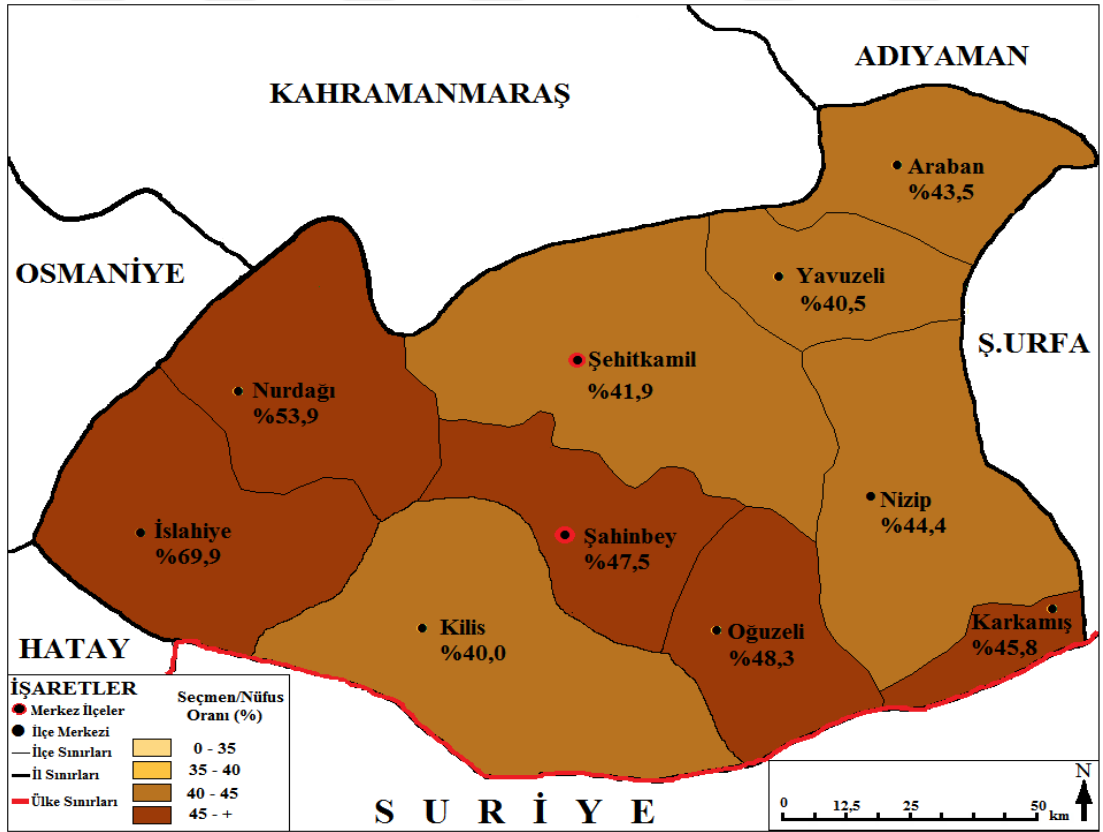 ADIYAMAN
KAHRAMANMARAŞ
Araban
%43,5
OSMANİYE
Yavuzeli
%40,5
Ş.URFA
Şehitkamil
%41,9
Nurdağı
%53,9
Nizip
%44,4
İslahiye
%69,9
Şahinbey
%47,5
Karkamış
%45,8
Kilis
%40,0
Oğuzeli
%48,3
HATAY
İŞARETLER
Merkez İlçeler
İlçe Merkezi
İlçe Sınırları
İl Sınırları
Ülke Sınırları
Seçmen/Nüfus
Oranı (%)
0 - 35
35 - 40
40 - 45
45 - +
SURİYE
N
0 12,5 25 50 km